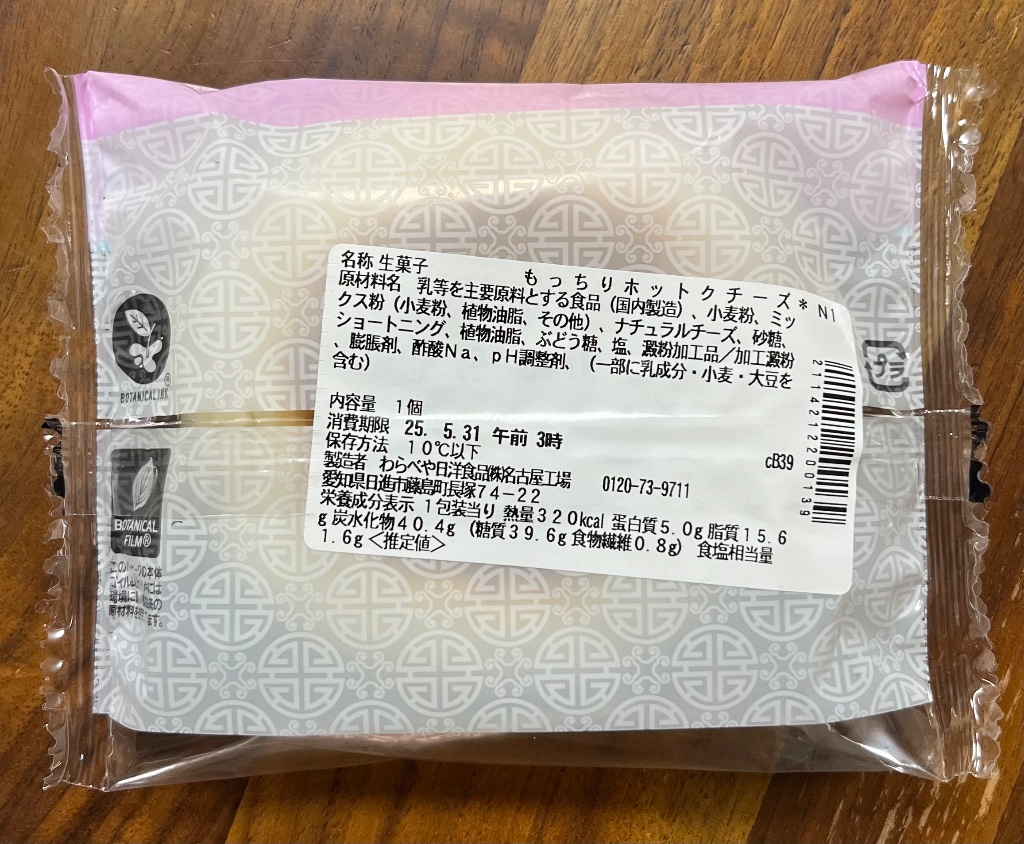 名称 生菓子
もっちりホットクチーズ* N1
原材料名 乳等を主要原料とする食品(国内製造)、小麦粉、ミッ
クス粉(小麦粉、植物油脂、その他)、ナチュラルチーズ、砂糖、
ショートニング、植物油脂、ぶどう糖、塩、澱粉加工品/加工澱粉
、膨脹剤、酢酸Na、pH調整剤、(一部に乳成分・小麦・大豆を
含む)
内容量 1個
消費期限 25. 5.31 午前 3時
保存方法 10℃以下
cB39
製造者 わらべや日洋食品㈱名古屋工場 0120-73-9711
愛知県日進市藤島町長塚74-22
栄養成分表示 1包装当り 熱量320kcal 蛋白質5.0g 脂質15.6
g 炭水化物40.4g (糖質39.6g 食物繊維0.8g) 食塩相当量
1.6g <推定値>
2114212200139
プラ
BOTANICAL INK®
BOTANICAL
FILM®
原材料を